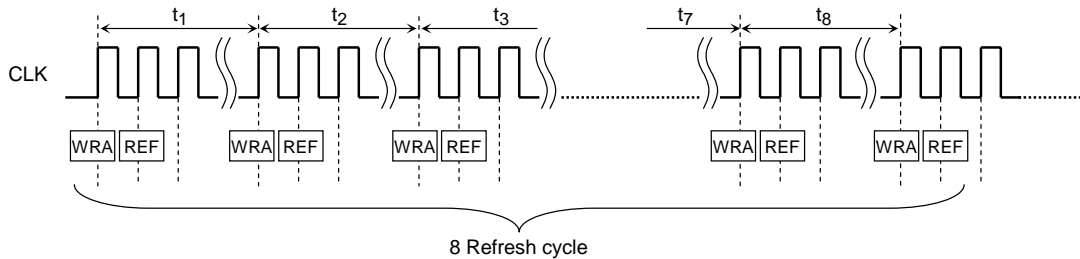 t1 t2 t3 t7 t8
CLK
WRA REF WRA REF WRA REF WRA REF WRA REF
8 Refresh cycle